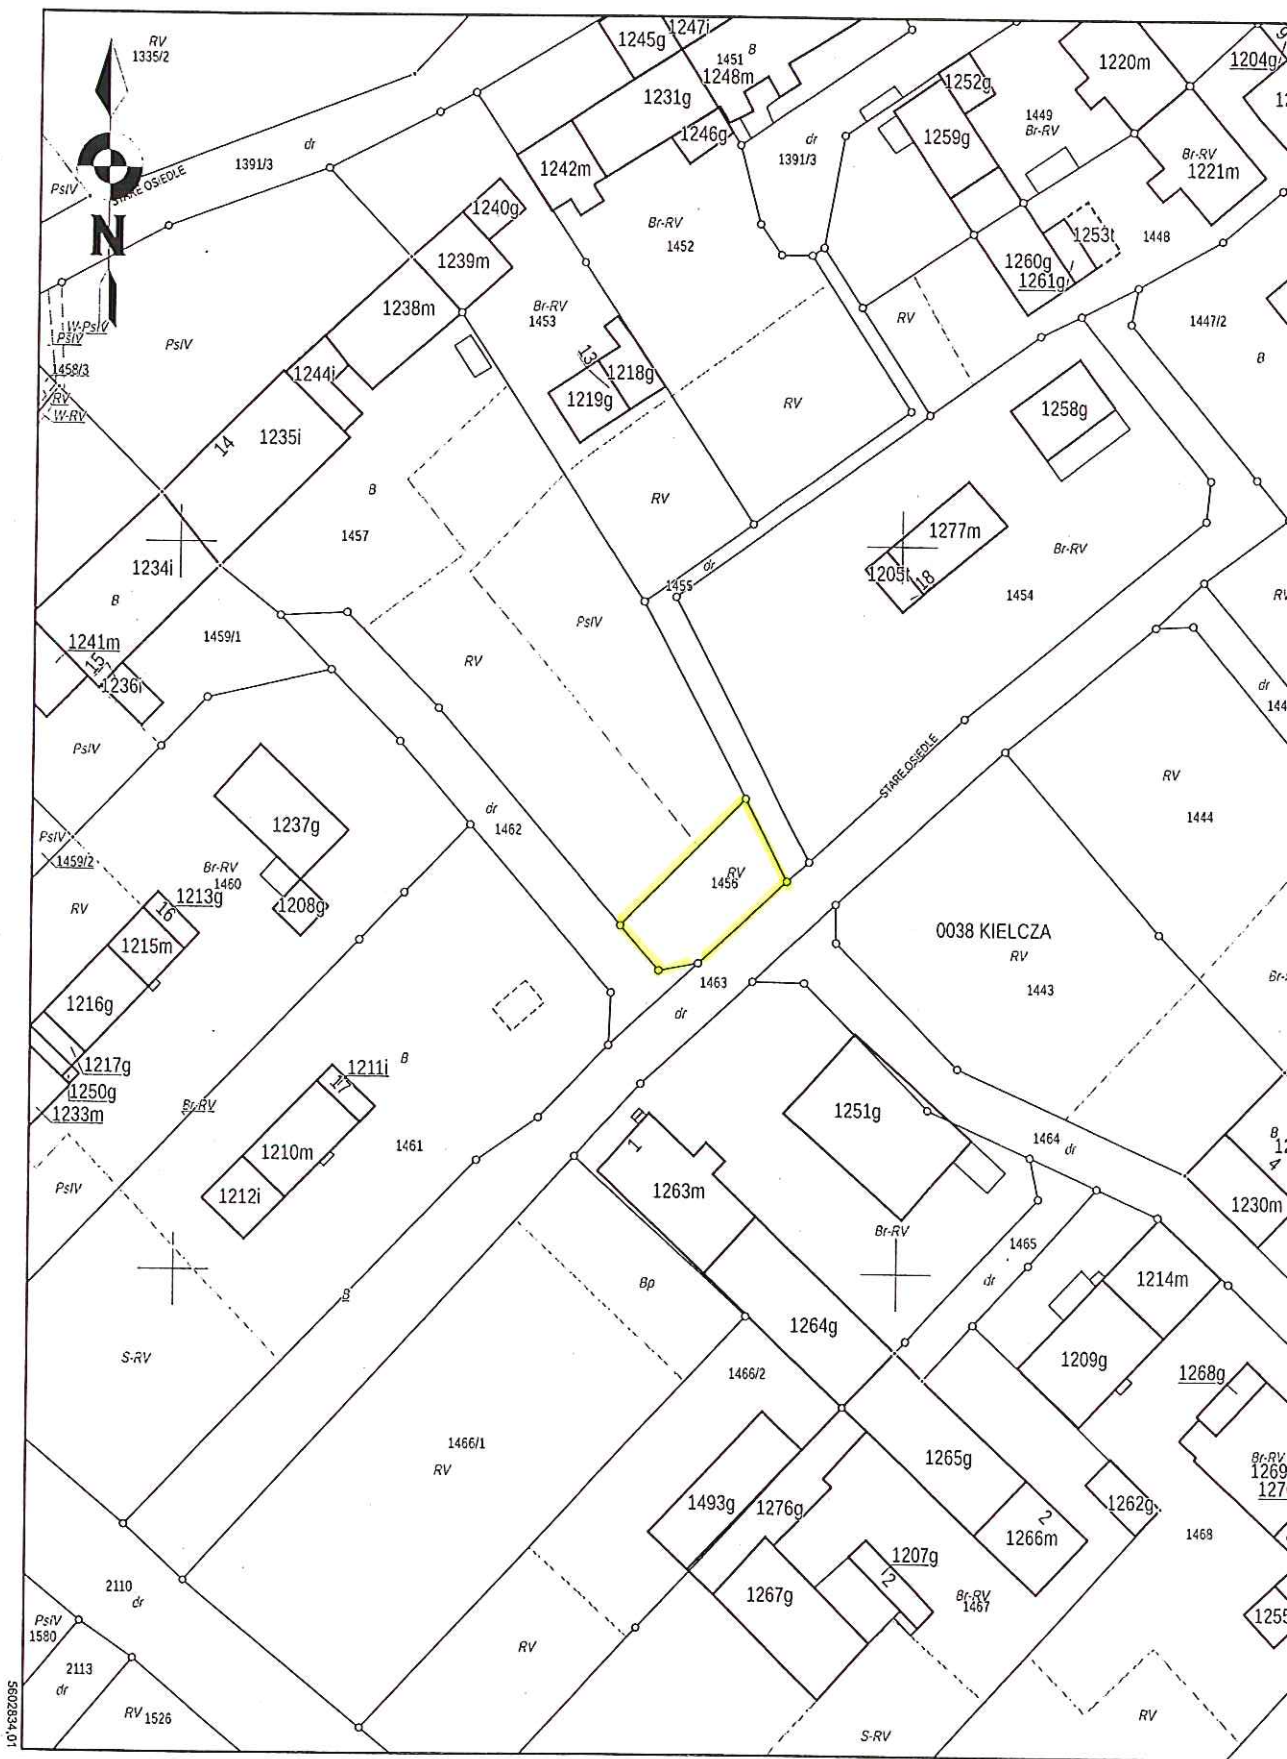 RV
1335/2
1245g
1247i
1451
B
1248m
1220m
1204g
1231g
1252g
1246g
1259g
1449
Br-RV
dr
1391/3
dr
1391/3
PsIV
STARE OSIEDLE
1242m
Br-RV
1221m
1240g
Br-RV
1452
N
1239m
1253t
1448
1260g
1261g
1238m
Br-RV
1453
RV
1447/2
W-PsIV
PsIV
PsIV
B
1458/3
1244i
13
1218g
1219g
RV
W-RV
RV
1258g
14
1235i
B
RV
1457
1277m
1234i
Br-RV
dr
1455
1205t
18
1454
B
PsIV
1459/1
1241m
15
1236i
RV
dr
PsIV
STARE OSIEDLE
RV
dr
1462
1444
1237g
PsIV
1459/2
Br-RV
1460
RV
1456
RV
1213g
16
1208g
1215m
0038 KIELCZA
RV
1463
1443
1216g
dr
1217g
B
1211i
17
1250g
Br-RV
1233m
1251g
1
1464
dr
B
4
1210m
1461
PsIV
1212i
1263m
1230m
Br-RV
1465
dr
Bp
1214m
B
1264g
S-RV
1209g
1466/2
1268g
1466/1
RV
1265g
Br-RV
1493g
1276g
1262g
2
1266m
1468
1207g
2
1267g
Br-RV
1467
2110
dr
PsIV
1580
RV
2113
dr
RV 1526
RV
S-RV
5602834,01